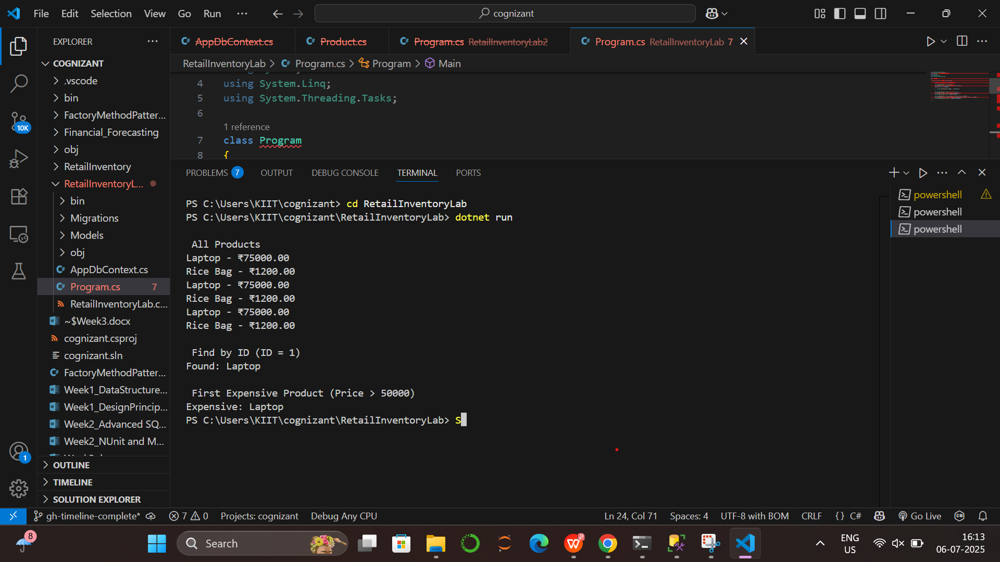 File Edit Selection View Go Run ··· cognizant
EXPLORER ···
AppDbContext.cs Product.cs Program.cs RetailInventoryLab2 Program.cs RetailInventoryLab 7
COGNIZANT
.vscode
bin
FactoryMethodPatter...
Financial_Forecasting
obj
RetailInventory
RetailInventoryL...
bin
Migrations
Models
obj
AppDbContext.cs
Program.cs 7
RetailInventoryLab.c...
~$Week3.docx
cognizant.csproj
cognizant.sln
FactoryMethodPatter...
Week1_DataStructure...
Week1_DesignPrincip...
Week2_Advanced SQ...
Week2_NUnit and M...
OUTLINE
TIMELINE
SOLUTION EXPLORER
10K
1
RetailInventoryLab > Program.cs > Program > Main
4 using System.Linq;
5 using System.Threading.Tasks;
6
1 reference
7 class Program
8 {
PROBLEMS 7 OUTPUT DEBUG CONSOLE TERMINAL PORTS
PS C:\Users\KIIT\cognizant> cd RetailInventoryLab
PS C:\Users\KIIT\cognizant\RetailInventoryLab> dotnet run
All Products
Laptop - ₹75000.00
Rice Bag - ₹1200.00
Laptop - ₹75000.00
Rice Bag - ₹1200.00
Laptop - ₹75000.00
Rice Bag - ₹1200.00
Find by ID (ID = 1)
Found: Laptop
First Expensive Product (Price > 50000)
Expensive: Laptop
PS C:\Users\KIIT\cognizant\RetailInventoryLab> S
powershell
powershell
powershell
gh-timeline-complete* 7 0 Projects: cognizant Debug Any CPU Ln 24, Col 71 Spaces: 4 UTF-8 with BOM CRLF {} C# Go Live
8
Search
ENG
US
16:13
06-07-2025